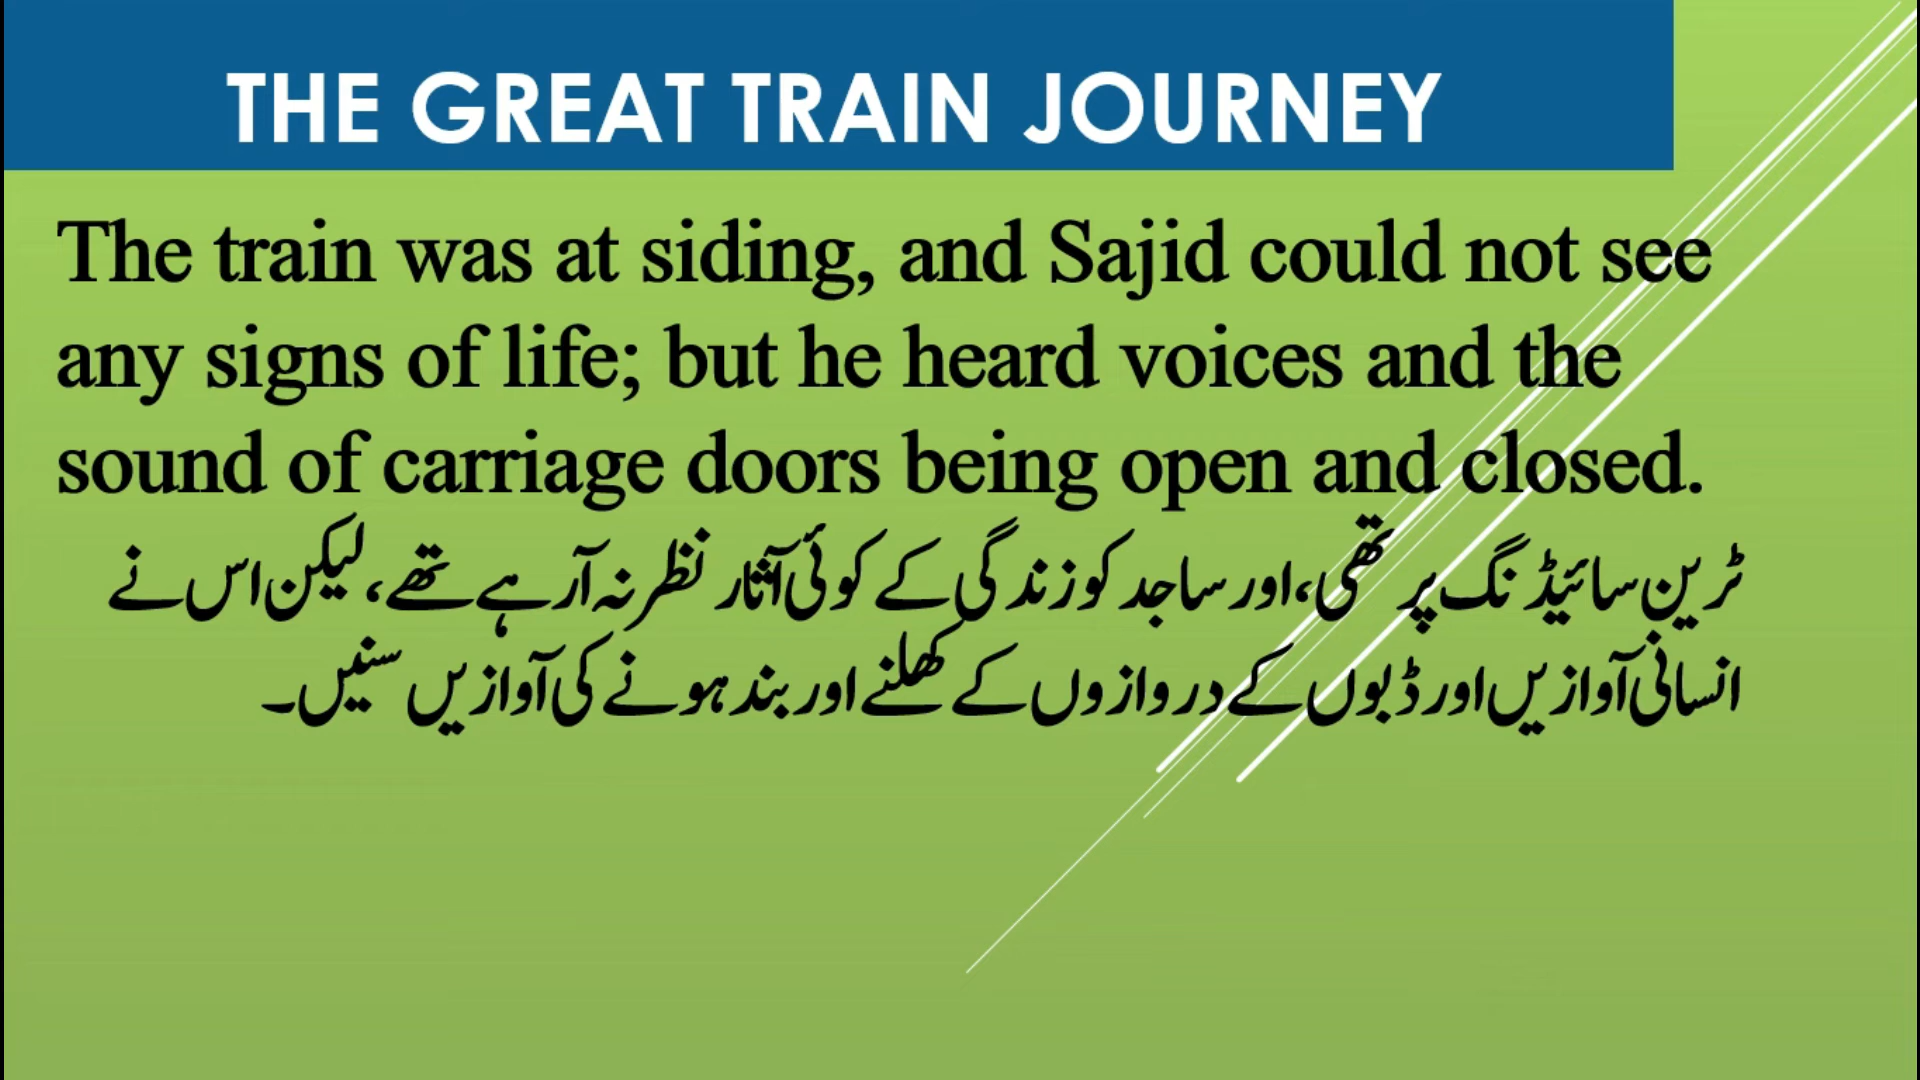 THE GREAT TRAIN JOURNEY
The train was at siding, and Sajid could not see
any signs of life; but he heard voices and the
sound of carriage doors being open and closed.
ٹرین سائیڈنگ پر تھی، اور ساجد کو زندگی کے کوئی آثار نظر نہ آ رہے تھے، لیکن اس نے
انسانی آوازیں اور ڈبوں کے دروازوں کے کھلنے اور بند ہونے کی آوازیں سنیں۔